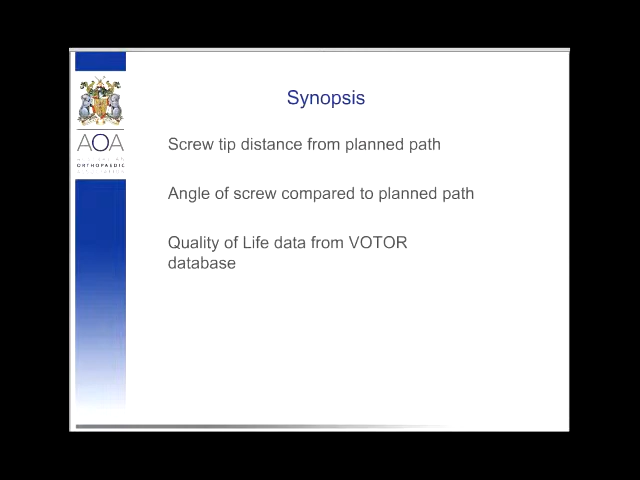 Synopsis
AOA
ORTHOPAEDIC
Screw tip distance from planned path
Angle of screw compared to planned path
Quality of Life data from VOTOR
database